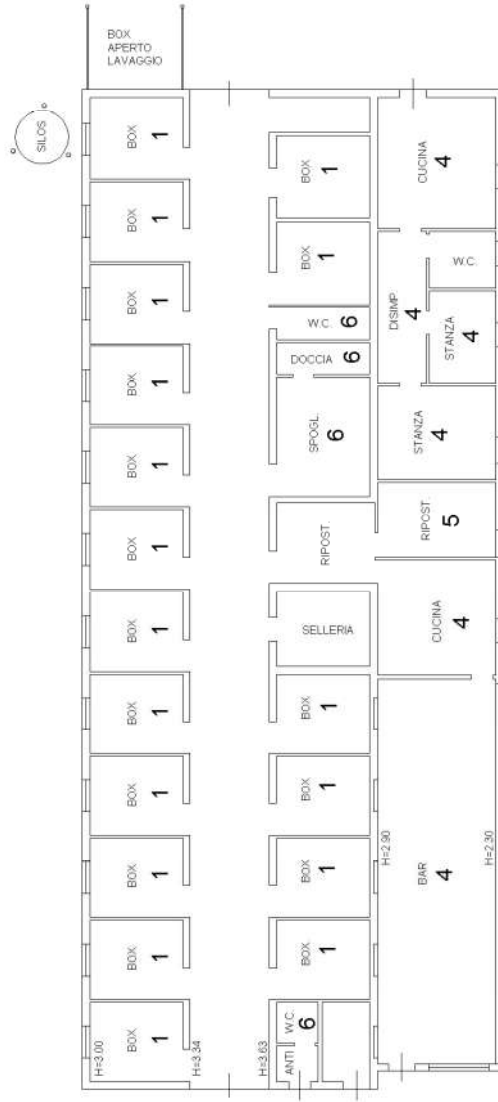 BOX
APERTO
LAVAGGIO
SILOS
BOX
1
BOX
1
BOX
1
BOX
1
BOX
1
BOX
1
BOX
1
BOX
1
BOX
1
BOX
1
BOX
1
BOX
1
H=3.00
H=3.34
H=3.63
BOX
1
BOX
1
W.C.
6
DOCCIA
6
SPOGL.
6
RIPOST.
SELLERIA
BOX
1
BOX
1
BOX
1
BOX
1
W.C.
6
ANTI
CUCINA
4
W.C.
DISIMP.
4
STANZA
4
STANZA
4
RIPOST.
5
CUCINA
4
H=2.90
BAR
4
H=2.30